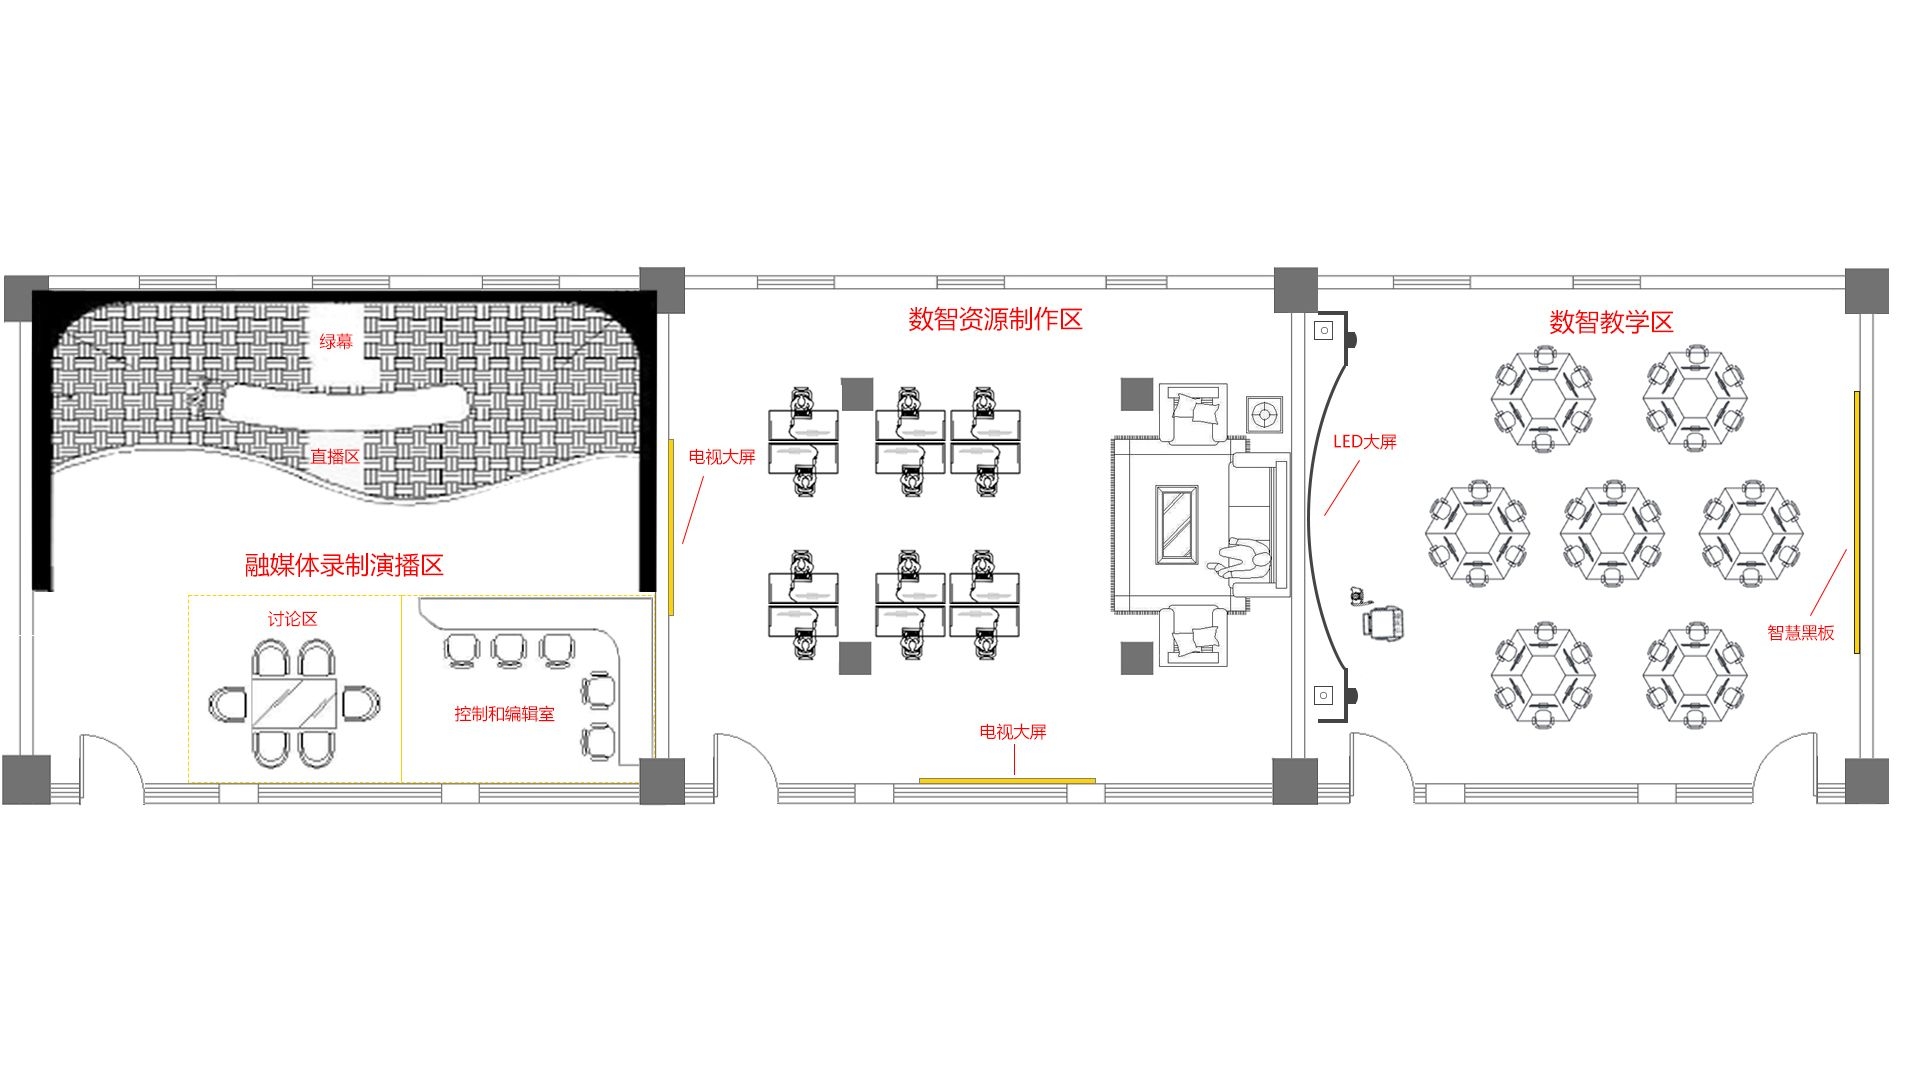 绿幕
直播区
融媒体录制演播区
讨论区
控制和编辑室
数智资源制作区
电视大屏
电视大屏
数智教学区
LED大屏
智慧黑板